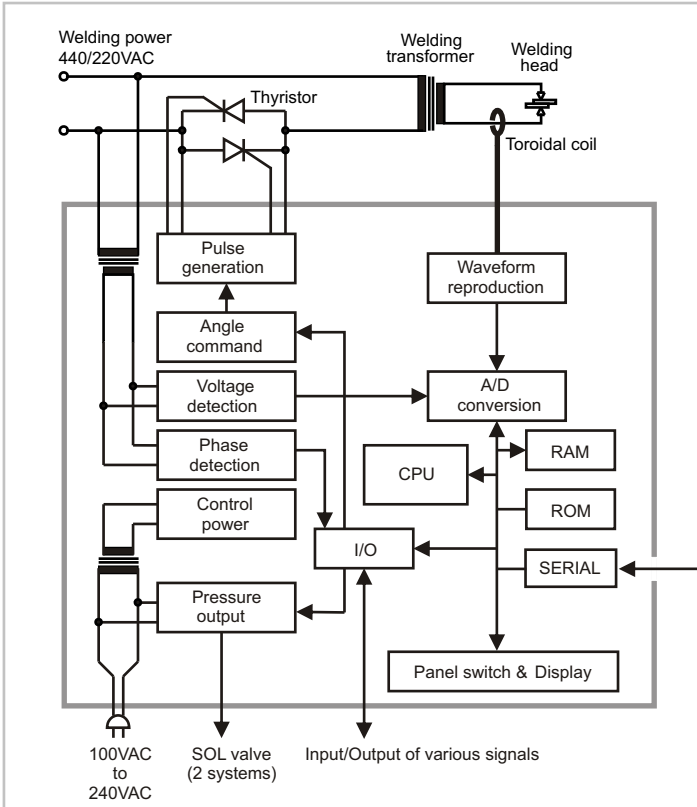 Welding power
440/220VAC
Welding
transformer
Welding
head
Thyristor
Toroidal coil
Pulse
generation
Waveform
reproduction
Angle
command
Voltage
detection
A/D
conversion
Phase
detection
CPU
RAM
Control
power
ROM
I/O
SERIAL
Pressure
output
Panel switch & Display
100VAC
to
240VAC
SOL valve
(2 systems)
Input/Output of various signals